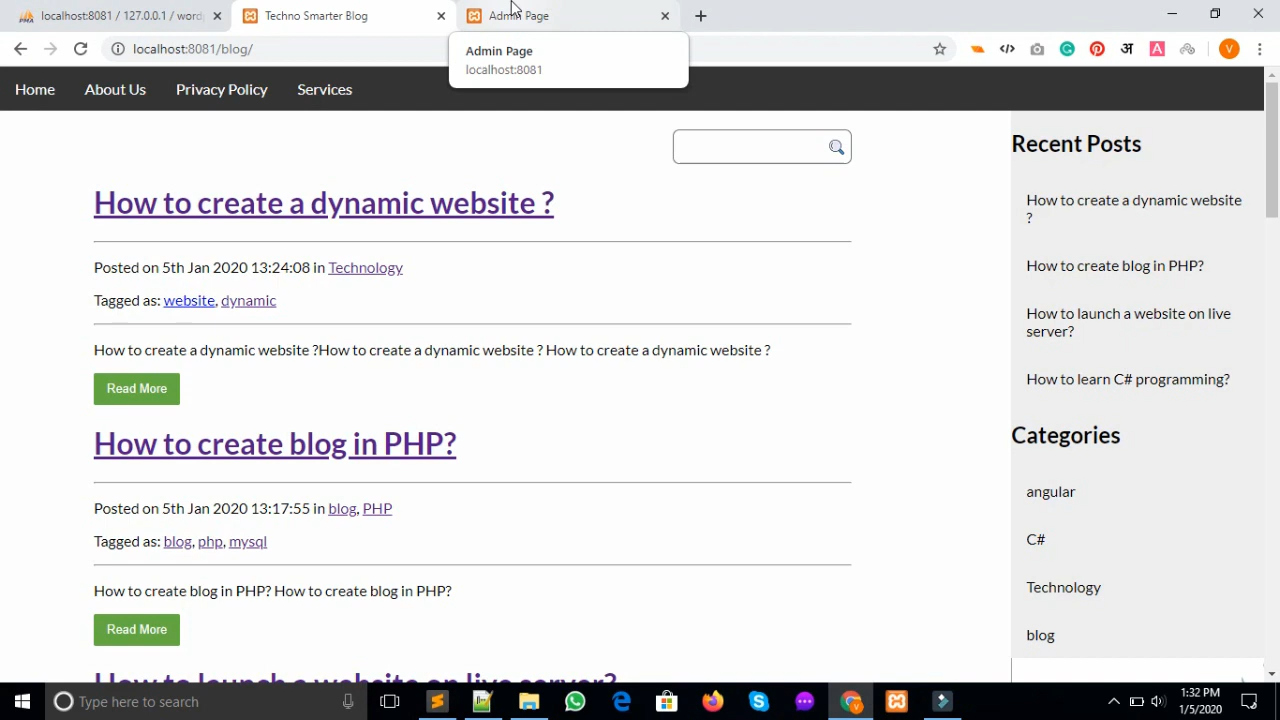 localhost:8081 / 127.0.0.1 / word
Techno Smarter Blog
Admin Page
localhost:8081/blog/
Admin Page
localhost:8081
अ
A
V
Home
About Us
Privacy Policy
Services
How to create a dynamic website ?
Posted on 5th Jan 2020 13:24:08 in Technology
Tagged as: website, dynamic
How to create a dynamic website ?How to create a dynamic website ? How to create a dynamic website ?
Read More
How to create blog in PHP?
Posted on 5th Jan 2020 13:17:55 in blog, PHP
Tagged as: blog, php, mysql
How to create blog in PHP? How to create blog in PHP?
Read More
How to launch a website on live server?
Recent Posts
How to create a dynamic website
?
How to create blog in PHP?
How to launch a website on live
server?
How to learn C# programming?
Categories
angular
C#
Technology
blog
Type here to search
1:32 PM
1/5/2020